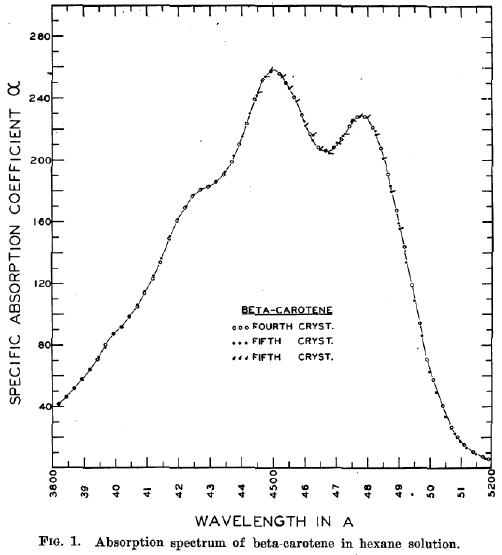 280
240
200
160
120
80
40
SPECIFIC ABSORPTION COEFFICIENT α
BETA-CAROTENE
ooo FOURTH CRYST.
••• FIFTH CRYST.
FIFTH CRYST.
3800 39 40 41 42 43 44 4500 46 47 48 49 50 51 5200
WAVELENGTH IN A
FIG. 1. Absorption spectrum of beta-carotene in hexane solution.